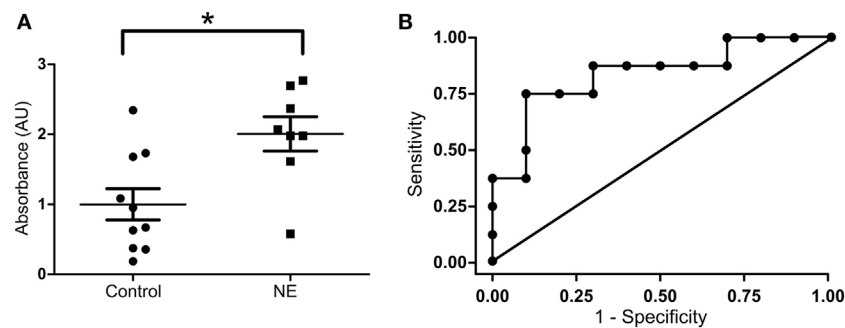 A
*
3
2
1
0
Absorbance (AU)
Control NE
B
1.00
0.75
0.50
0.25
0.00
Sensitivity
0.00 0.25 0.50 0.75 1.00
1 - Specificity